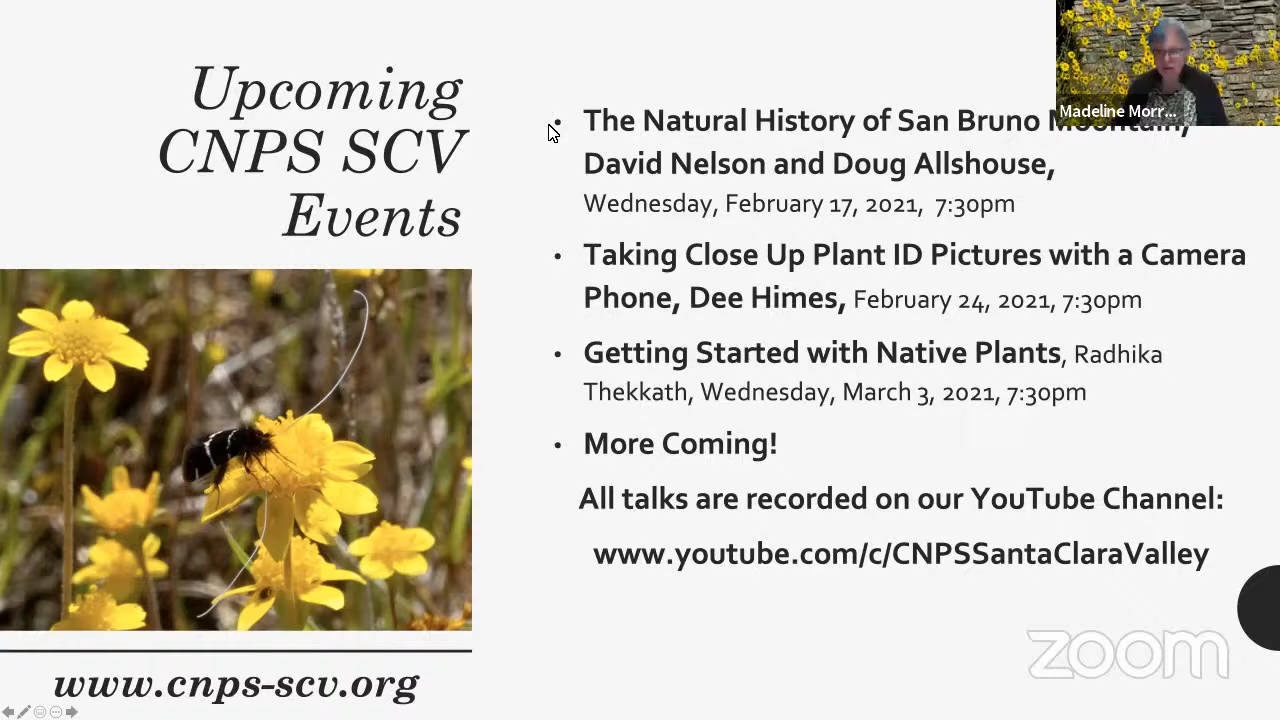 Upcoming
CNPS SCV
Events
Madeline Morr...
• The Natural History of San Bruno Mountain,
David Nelson and Doug Allshouse,
Wednesday, February 17, 2021, 7:30pm
• Taking Close Up Plant ID Pictures with a Camera
Phone, Dee Himes, February 24, 2021, 7:30pm
• Getting Started with Native Plants, Radhika
Thekkath, Wednesday, March 3, 2021, 7:30pm
• More Coming!
All talks are recorded on our YouTube Channel:
www.youtube.com/c/CNPSSantaClaraValley
zoom
www.cnps-scv.org